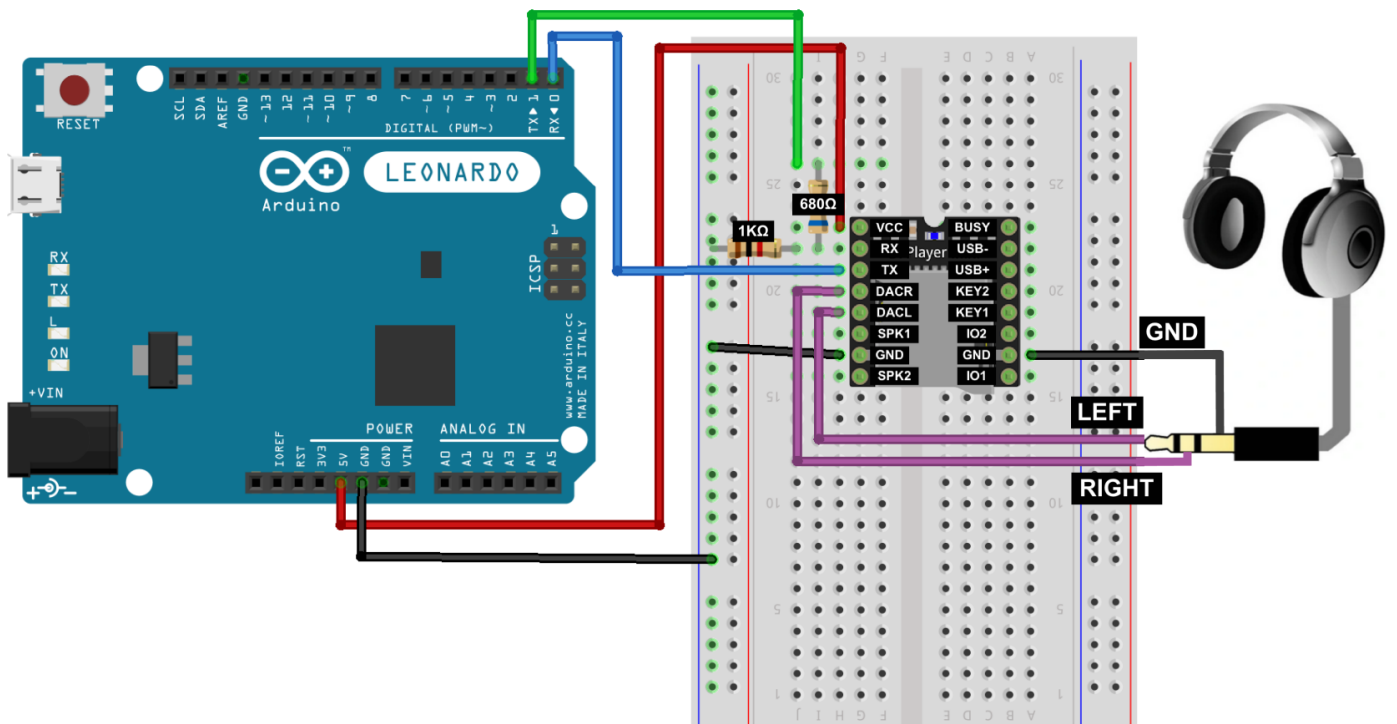 RESET
SCL
SDA
AREF
GND
~13
12
~11
~10
~9
8
7
~6
~5
4
~3
2
TX▶1
RX◀0
DIGITAL (PWM~)
Arduino
TM
LEONARDO
RX
TX
L
ON
1
ICSP
www.arduino.cc
MADE IN ITALY
+VIN
POWER
ANALOG IN
IOREF
RST
3V3
5V
GND
GND
VIN
A0
A1
A2
A3
A4
A5
+ -
I G F E D C B A
30 30
25 25
20 20
15 15
10 10
5 5
1 1
J I H G F E D C B A
680Ω
1KΩ
VCC BUSY
RX Player USB-
TX USB+
DACR KEY2
DACL KEY1
SPK1 IO2
GND GND
SPK2 IO1
GND
LEFT
RIGHT